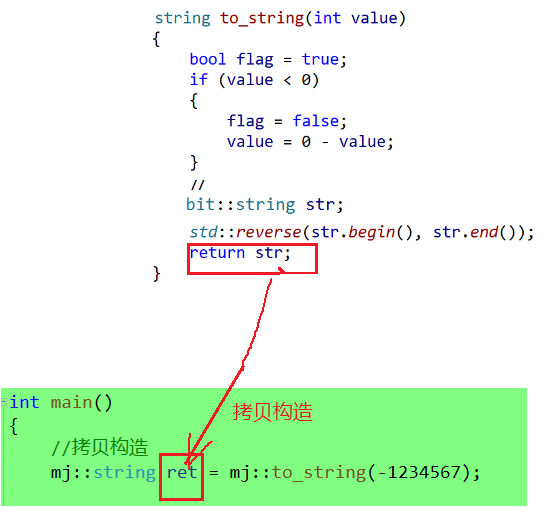 string to_string(int value)
{
    bool flag = true;
    if (value < 0)
    {
        flag = false;
        value = 0 - value;
    }
    //
    bit::string str;
    std::reverse(str.begin(), str.end());
    return str;
}
拷贝构造
int main()
{
    //拷贝构造
    mj::string ret = mj::to_string(-1234567);